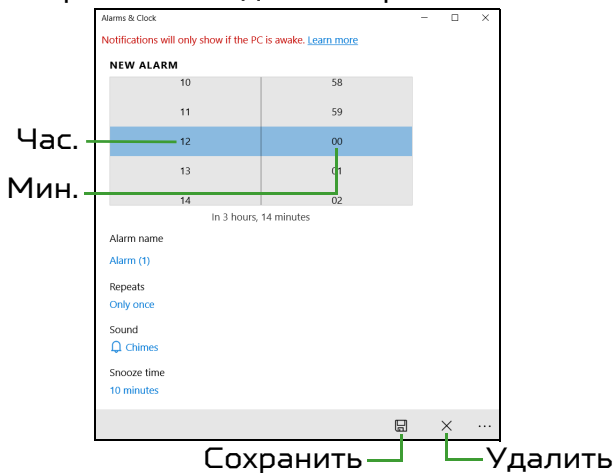 Alarms & Clock
Notifications will only show if the PC is awake. Learn more
NEW ALARM
10 58
11 59
Час. 12 00
13 01
Мин.
14 02
In 3 hours, 14 minutes
Alarm name
Alarm (1)
Repeats
Only once
Sound
Chimes
Snooze time
10 minutes
Сохранить Удалить